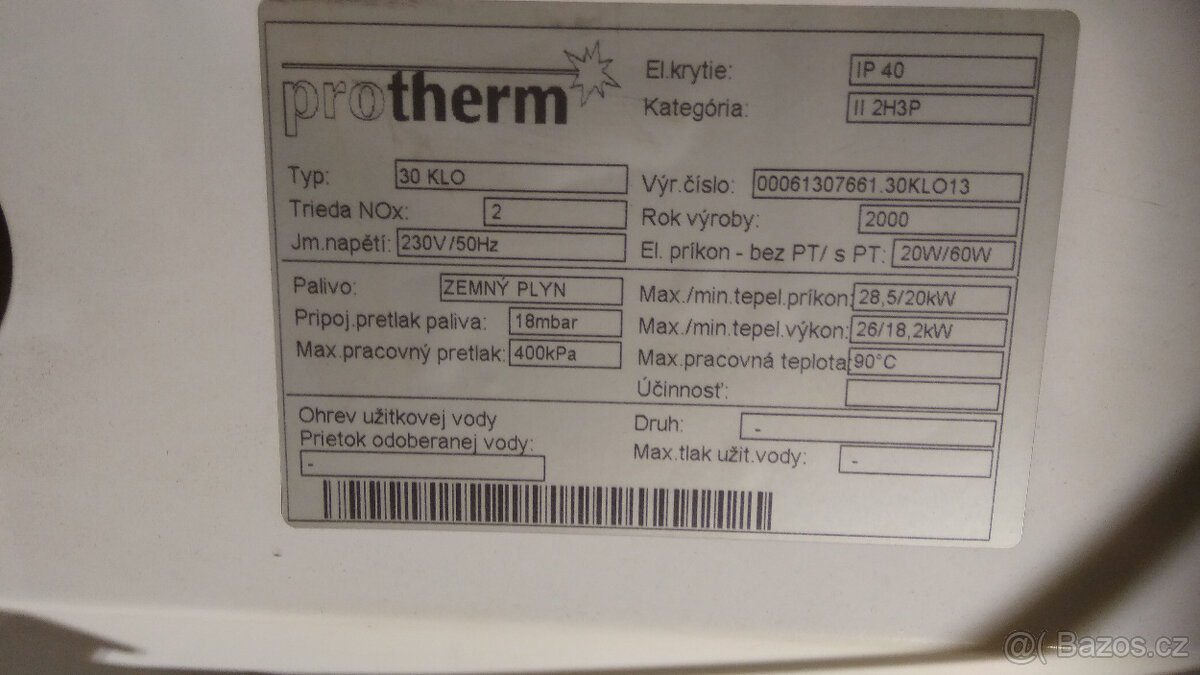 protherm
El.krytie: IP 40
Kategória: II 2H3P
Typ: 30 KLO
Výr.číslo: 00061307661.30KLO13
Trieda NOx: 2
Rok výroby: 2000
Jm.napětí: 230V/50Hz
El. príkon - bez PT/ s PT: 20W/60W
Palivo: ZEMNÝ PLYN
Max./min.tepel.príkon: 28,5/20kW
Pripoj.pretlak paliva: 18mbar
Max./min.tepel.výkon: 26/18,2kW
Max.pracovný pretlak: 400kPa
Max.pracovná teplota 90°C
Účinnosť:
Ohrev užitkovej vody
Druh: -
Prietok odoberanej vody:
-
Max.tlak užit.vody: -
@( Bazos.cz